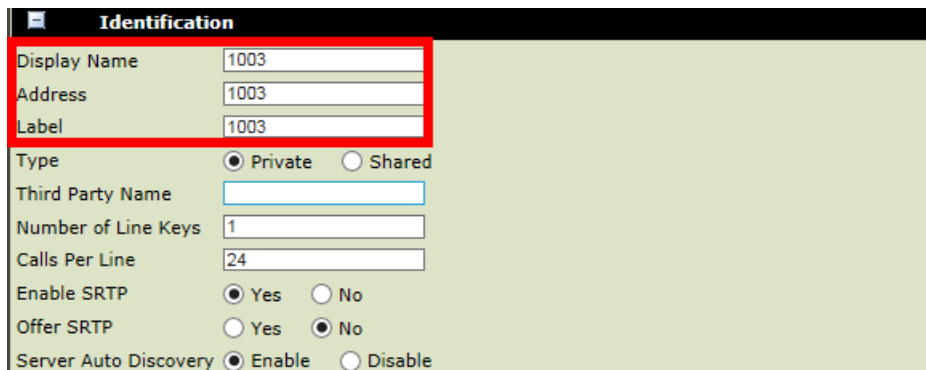 Identification
Display Name 1003
Address 1003
Label 1003
Type Private Shared
Third Party Name
Number of Line Keys 1
Calls Per Line 24
Enable SRTP Yes No
Offer SRTP Yes No
Server Auto Discovery Enable Disable